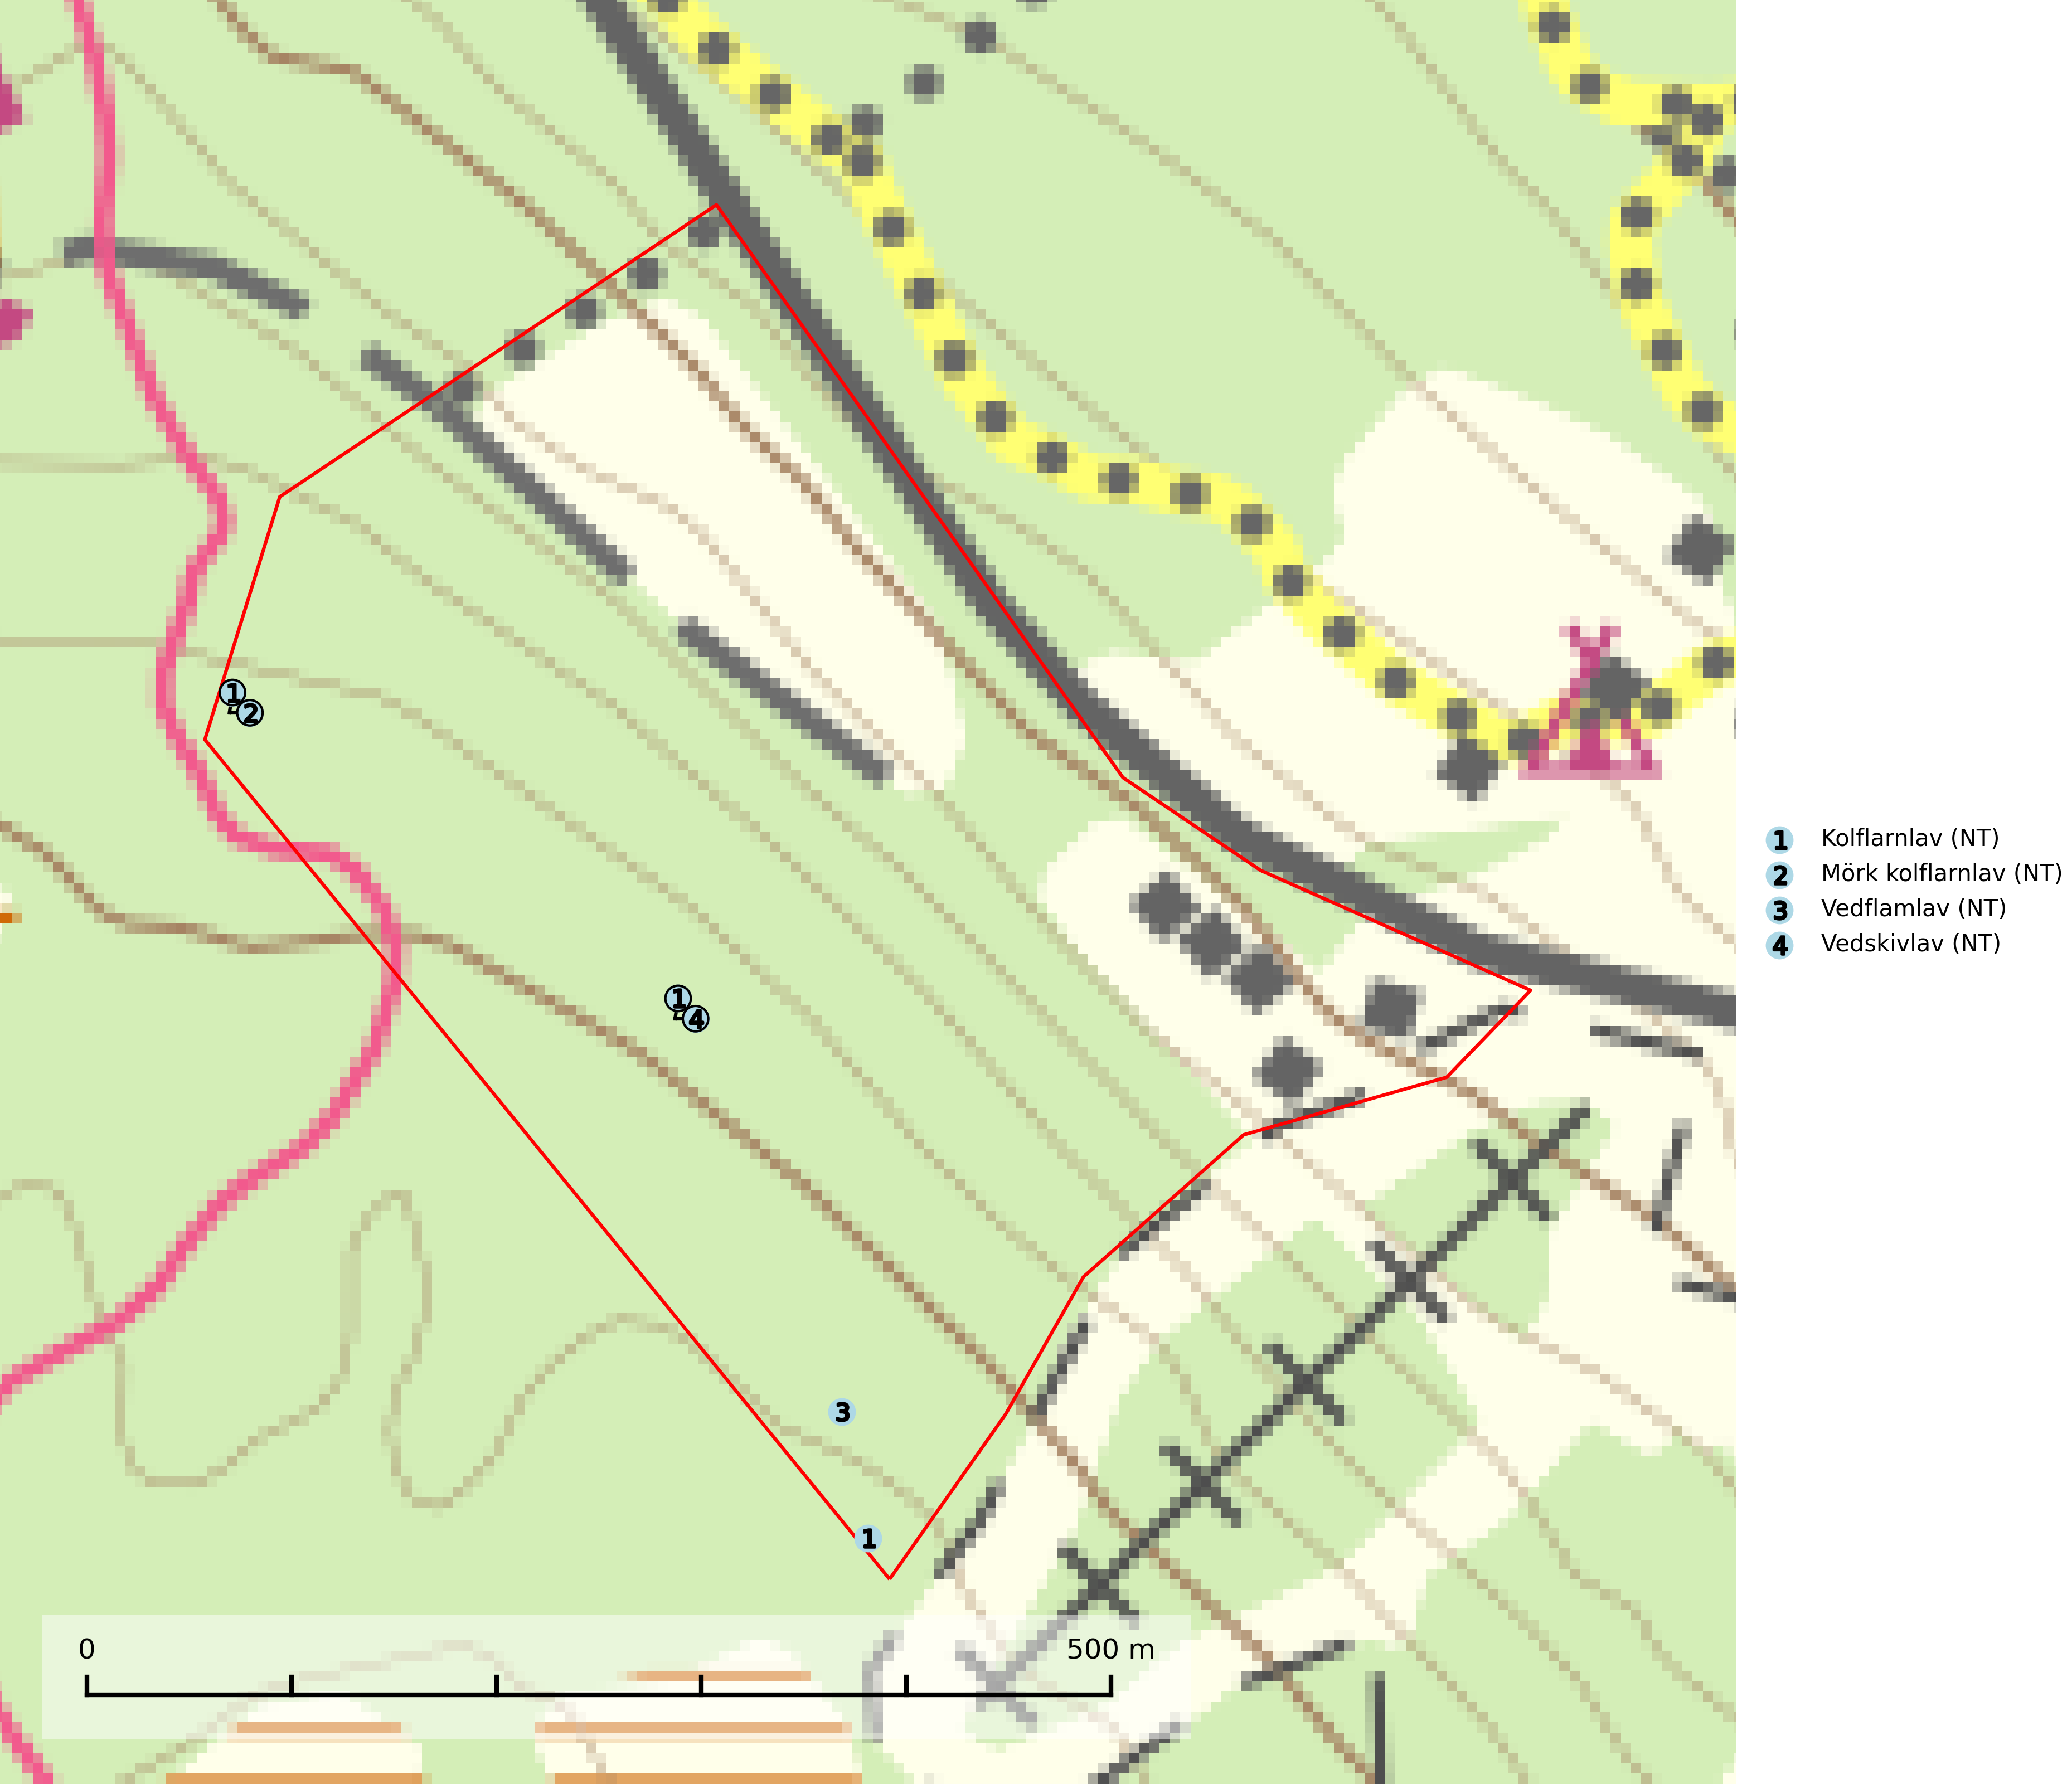 1
2
1
4
3
1
0 500 m
1 Kolflarnlav (NT)
2 Mörk kolflarnlav (NT)
3 Vedflamlav (NT)
4 Vedskivlav (NT)